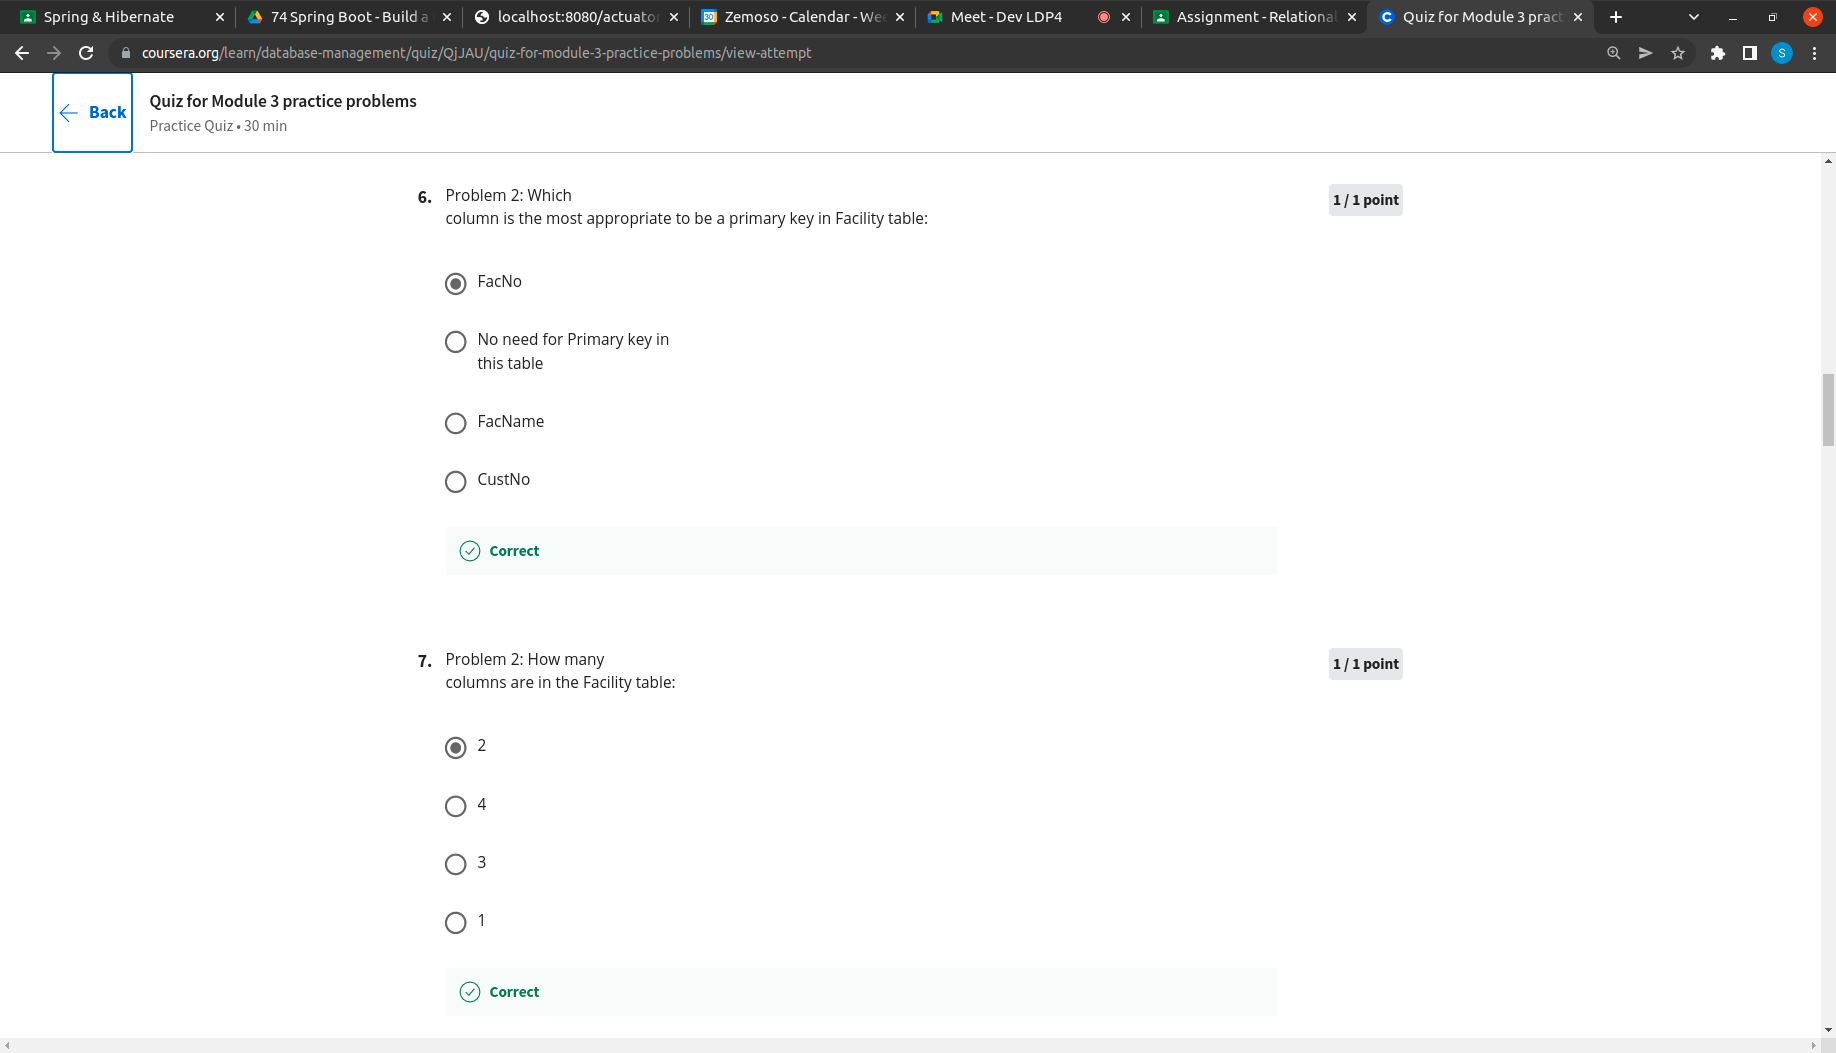 Spring & Hibernate
74 Spring Boot - Build a
localhost:8080/actuator
Zemoso - Calendar - Wee
Meet - Dev LDP4
Assignment - Relational
Quiz for Module 3 pract
coursera.org/learn/database-management/quiz/QjJAU/quiz-for-module-3-practice-problems/view-attempt
S
Back
Quiz for Module 3 practice problems
Practice Quiz • 30 min
6. Problem 2: Which
column is the most appropriate to be a primary key in Facility table:
1 / 1 point
FacNo
No need for Primary key in
this table
FacName
CustNo
Correct
7. Problem 2: How many
columns are in the Facility table:
1 / 1 point
2
4
3
1
Correct